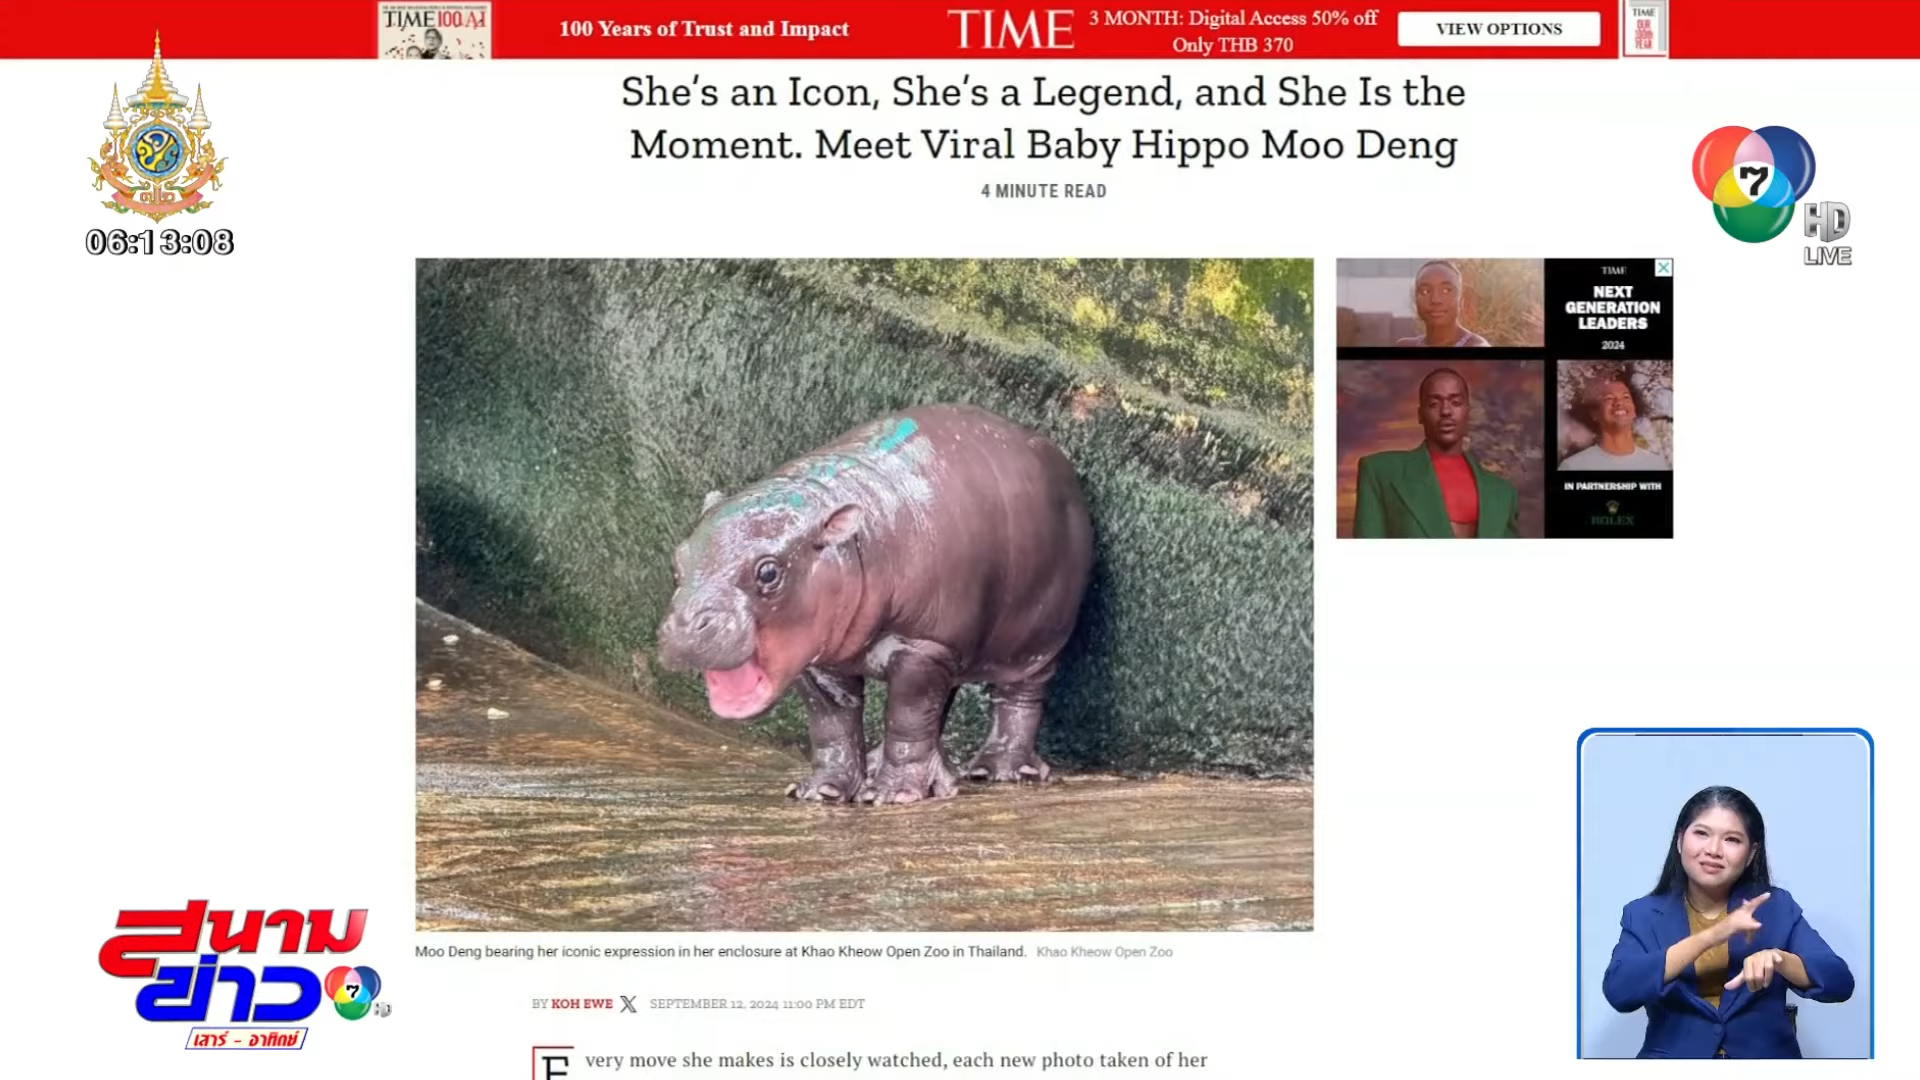 TIME100/AI
100 Years of Trust and Impact
TIME
3 MONTH: Digital Access 50% off
Only THB 370
VIEW OPTIONS
TIME
She's an Icon, She's a Legend, and She Is the
Moment. Meet Viral Baby Hippo Moo Deng
4 MINUTE READ
06:13:08
7
HD
LIVE
TIME
NEXT
GENERATION
LEADERS
2024
IN PARTNERSHIP WITH
ROLEX
Moo Deng bearing her iconic expression in her enclosure at Khao Kheow Open Zoo in Thailand. Khao Kheow Open Zoo
BY KOH EWE SEPTEMBER 12, 2024 11:00 PM EDT
Every move she makes is closely watched, each new photo taken of her
สนาม
ข่าว 7 HD
เสาร์ - อาทิตย์